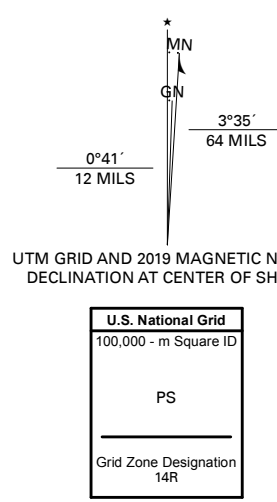 ★
MN
GN
3°35´
64 MILS
0°41´
12 MILS
UTM GRID AND 2019 MAGNETIC N
DECLINATION AT CENTER OF SH
U.S. National Grid
100,000 - m Square ID
PS
Grid Zone Designation
14R